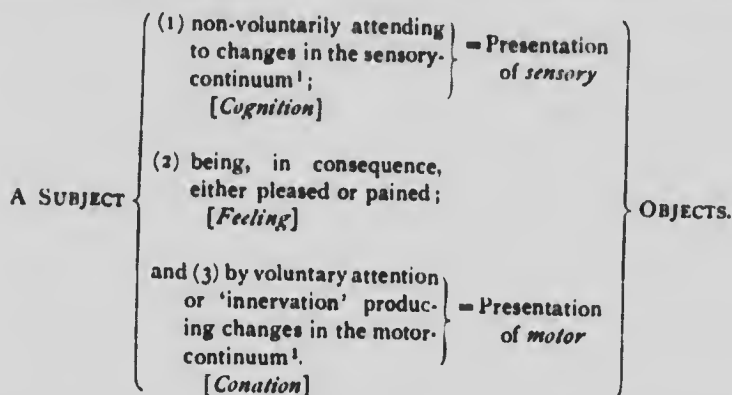 (1) non-voluntarily attending
to changes in the sensory-
continuum¹;
[Cognition]
= Presentation
of sensory
(2) being, in consequence,
either pleased or pained;
[Feeling]
A SUBJECT
OBJECTS.
and (3) by voluntary attention
or 'innervation' produc-
ing changes in the motor-
continuum¹.
[Conation]
= Presentation
of motor